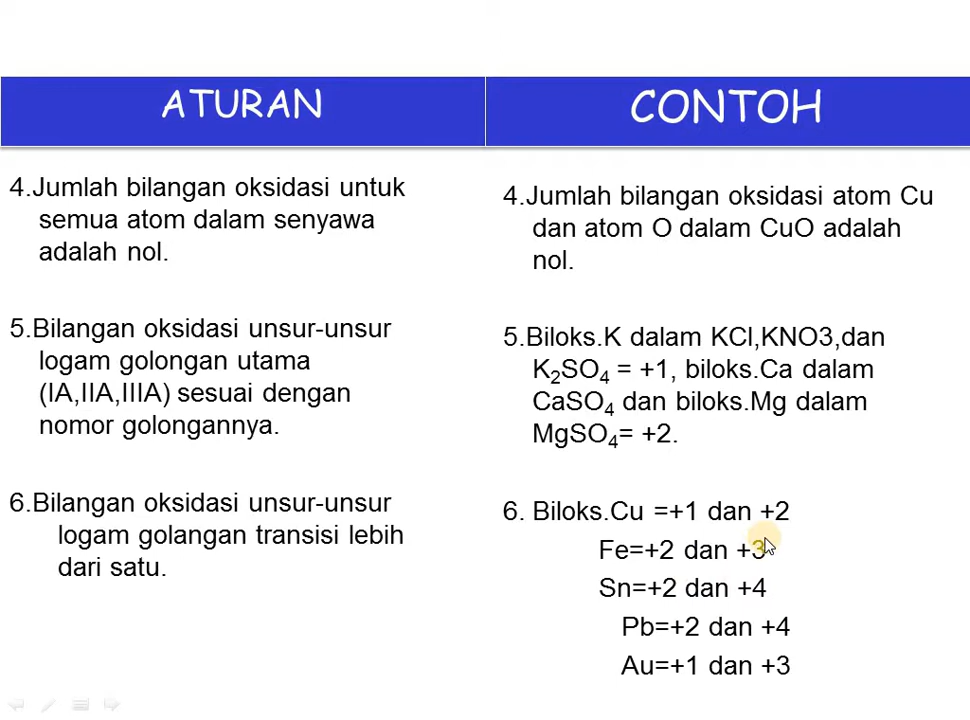 ATURAN
CONTOH
4.Jumlah bilangan oksidasi untuk
semua atom dalam senyawa
adalah nol.
5.Bilangan oksidasi unsur-unsur
logam golongan utama
(IA,IIA,IIIA) sesuai dengan
nomor golongannya.
6.Bilangan oksidasi unsur-unsur
logam golangan transisi lebih
dari satu.
4.Jumlah bilangan oksidasi atom Cu
dan atom O dalam CuO adalah
nol.
5.Biloks.K dalam KCl,KNO3,dan
K₂SO₄ = +1, biloks.Ca dalam
CaSO₄ dan biloks.Mg dalam
MgSO₄= +2.
6. Biloks.Cu =+1 dan +2
Fe=+2 dan +3
Sn=+2 dan +4
Pb=+2 dan +4
Au=+1 dan +3